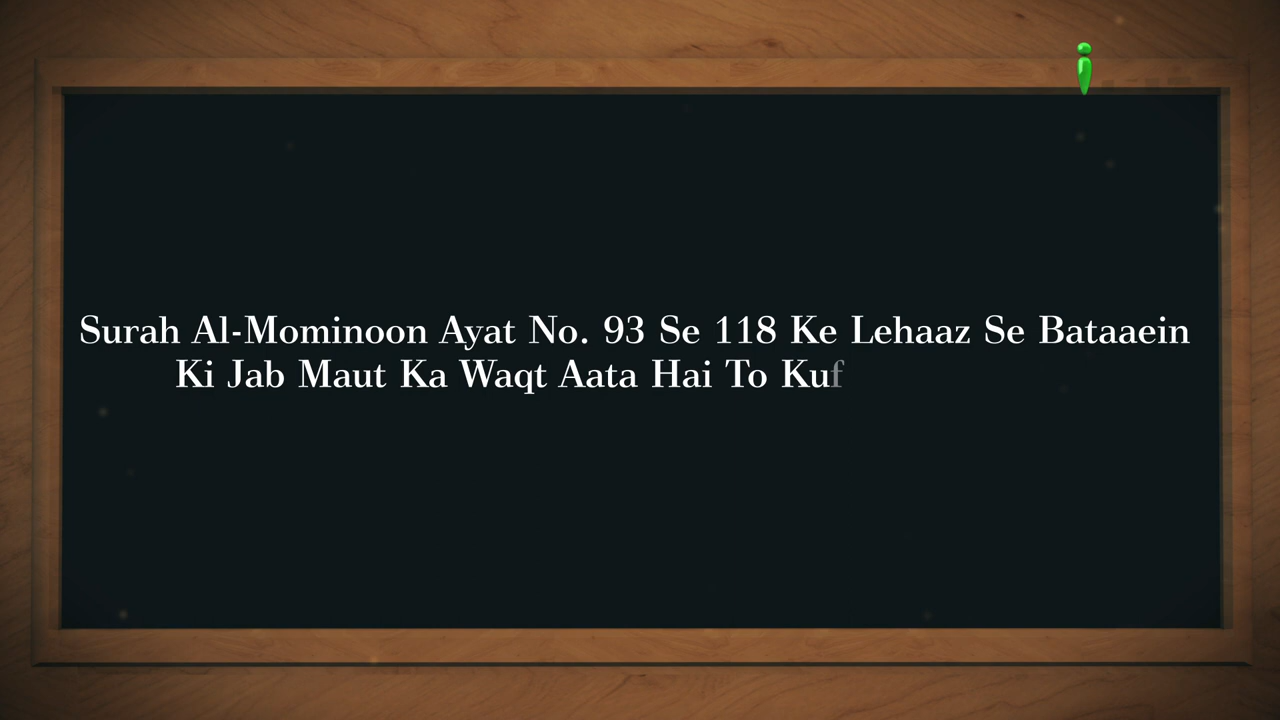 Surah Al-Mominoon Ayat No. 93 Se 118 Ke Lehaaz Se Bataaein
Ki Jab Maut Ka Waqt Aata Hai To Kuf